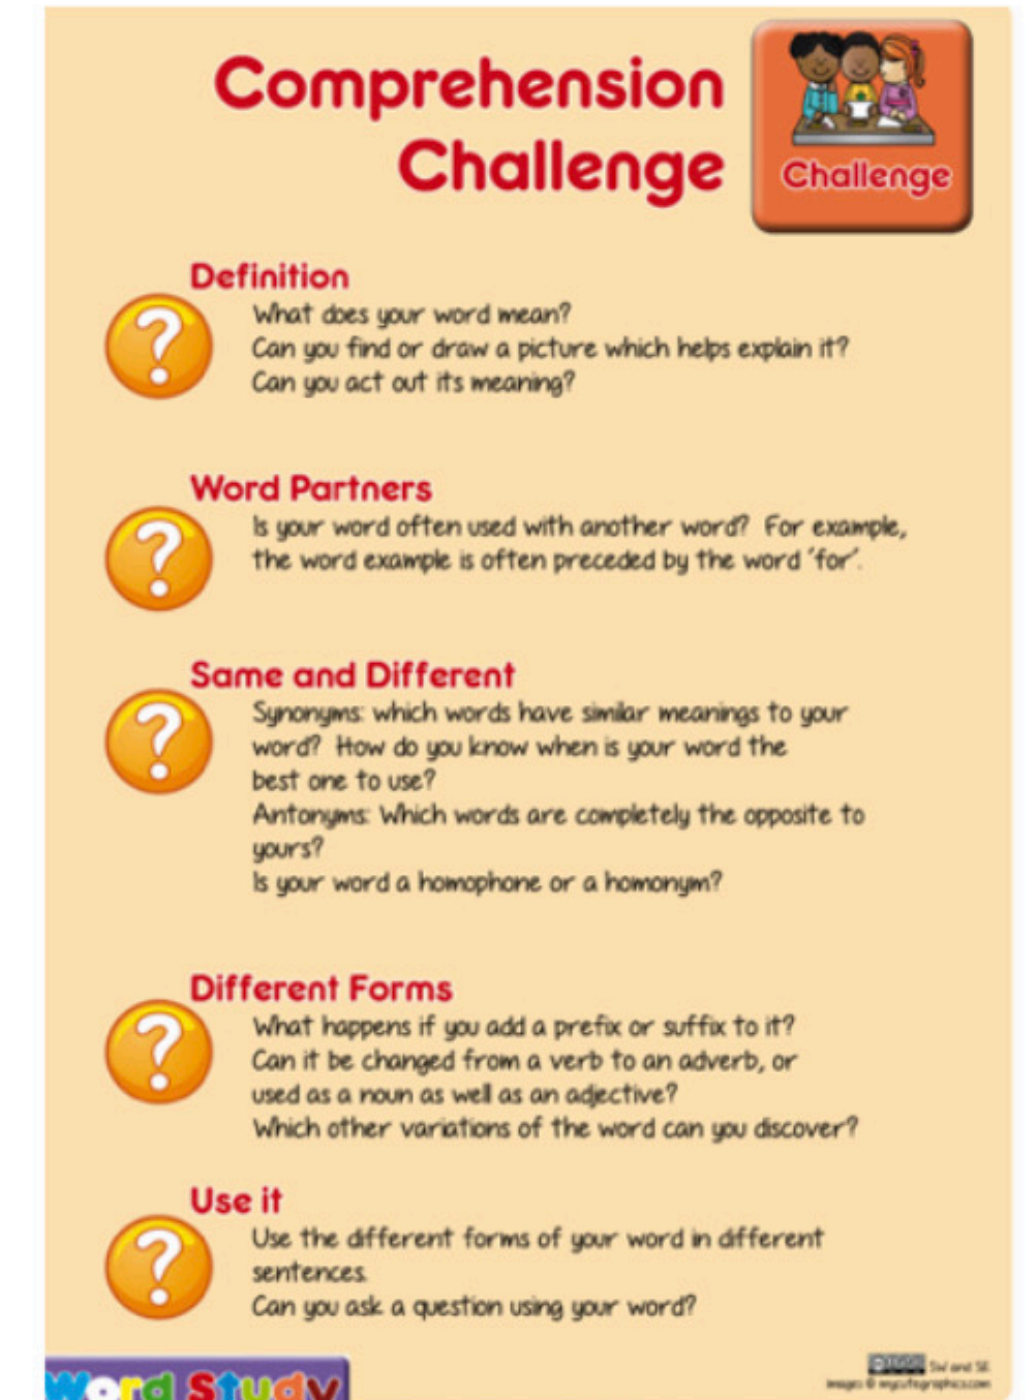 Comprehension
Challenge
Challenge
Definition
What does your word mean?
Can you find or draw a picture which helps explain it?
Can you act out its meaning?
Word Partners
Is your word often used with another word? For example,
the word example is often preceded by the word 'for'.
Same and Different
Synonyms: which words have similar meanings to your
word? How do you know when is your word the
best one to use?
Antonyms: Which words are completely the opposite to
yours?
Is your word a homophone or a homonym?
Different Forms
What happens if you add a prefix or suffix to it?
Can it be changed from a verb to an adverb, or
used as a noun as well as an adjective?
Which other variations of the word can you discover?
Use it
Use the different forms of your word in different
sentences.
Can you ask a question using your word?
Word Study
SW and SE
images © mycutegraphics.com